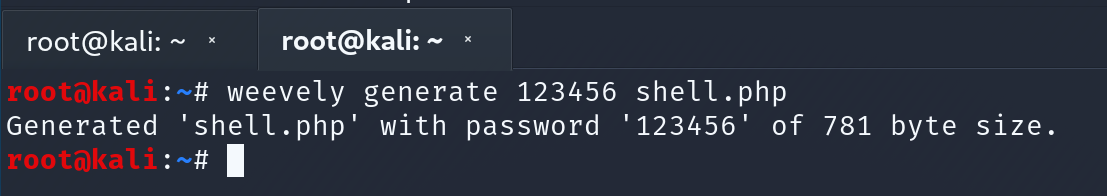 root@kali: ~ × root@kali: ~ ×
root@kali:~# weevely generate 123456 shell.php
Generated 'shell.php' with password '123456' of 781 byte size.
root@kali:~#